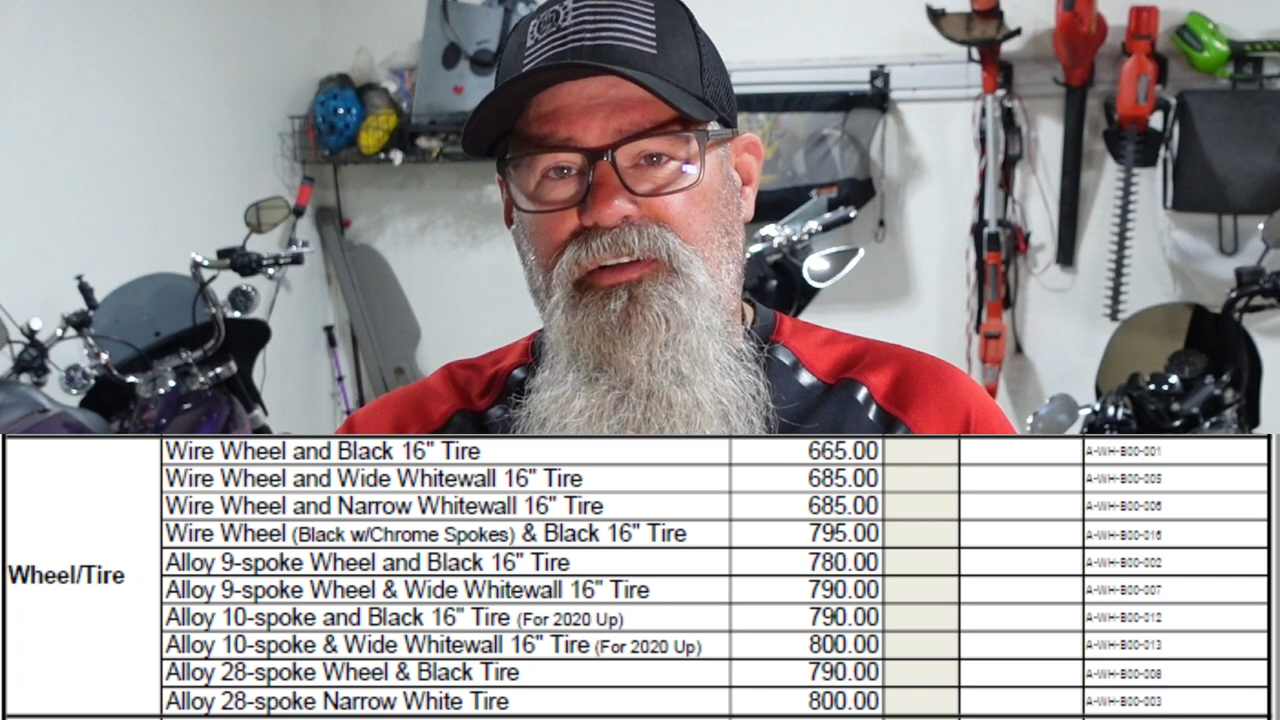 Wheel/Tire
Wire Wheel and Black 16" Tire 665.00 A-WH-B00-001
Wire Wheel and Wide Whitewall 16" Tire 685.00 A-WH-B00-005
Wire Wheel and Narrow Whitewall 16" Tire 685.00 A-WH-B00-006
Wire Wheel (Black w/Chrome Spokes) & Black 16" Tire 795.00 A-WH-B00-016
Alloy 9-spoke Wheel and Black 16" Tire 780.00 A-WH-B00-002
Alloy 9-spoke Wheel & Wide Whitewall 16" Tire 790.00 A-WH-B00-007
Alloy 10-spoke and Black 16" Tire (For 2020 Up) 790.00 A-WH-B00-012
Alloy 10-spoke & Wide Whitewall 16" Tire (For 2020 Up) 800.00 A-WH-B00-013
Alloy 28-spoke Wheel & Black Tire 790.00 A-WH-B00-008
Alloy 28-spoke Narrow White Tire 800.00 A-WH-B00-003